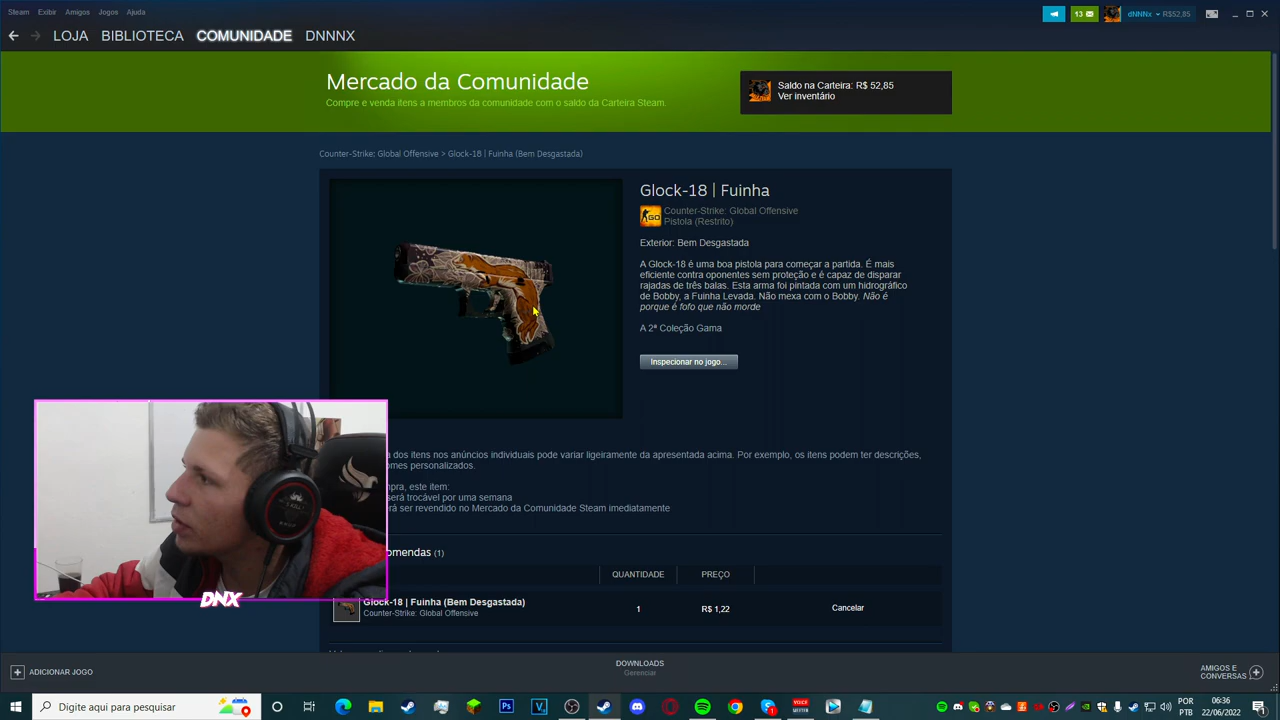 Steam Exibir Amigos Jogos Ajuda
13
dNNNx R$52,85
LOJA BIBLIOTECA COMUNIDADE DNNNX
Mercado da Comunidade
Compre e venda itens a membros da comunidade com o saldo da Carteira Steam.
Saldo na Carteira: R$ 52,85
Ver inventário
Counter-Strike: Global Offensive > Glock-18 | Fuinha (Bem Desgastada)
Glock-18 | Fuinha
GO
Counter-Strike: Global Offensive
Pistola (Restrito)
Exterior: Bem Desgastada
A Glock-18 é uma boa pistola para começar a partida. É mais
eficiente contra oponentes sem proteção e é capaz de disparar
rajadas de três balas. Esta arma foi pintada com um hidrográfico
de Bobby, a Fuinha Levada. Não mexa com o Bobby. Não é
porque é fofo que não morde
A 2ª Coleção Gama
Inspecionar no jogo...
dos itens nos anúncios individuais pode variar ligeiramente da apresentada acima. Por exemplo, os itens podem ter descrições,
omes personalizados.
mpra, este item:
será trocável por uma semana
rá ser revendido no Mercado da Comunidade Steam imediatamente
omendas (1)
QUANTIDADE PREÇO
Glock-18 | Fuinha (Bem Desgastada)
Counter-Strike: Global Offensive
1 R$ 1,22 Cancelar
DNX
ADICIONAR JOGO
DOWNLOADS
Gerenciar
AMIGOS E
CONVERSAS
Digite aqui para pesquisar
POR
PTB
06:36
22/06/2022